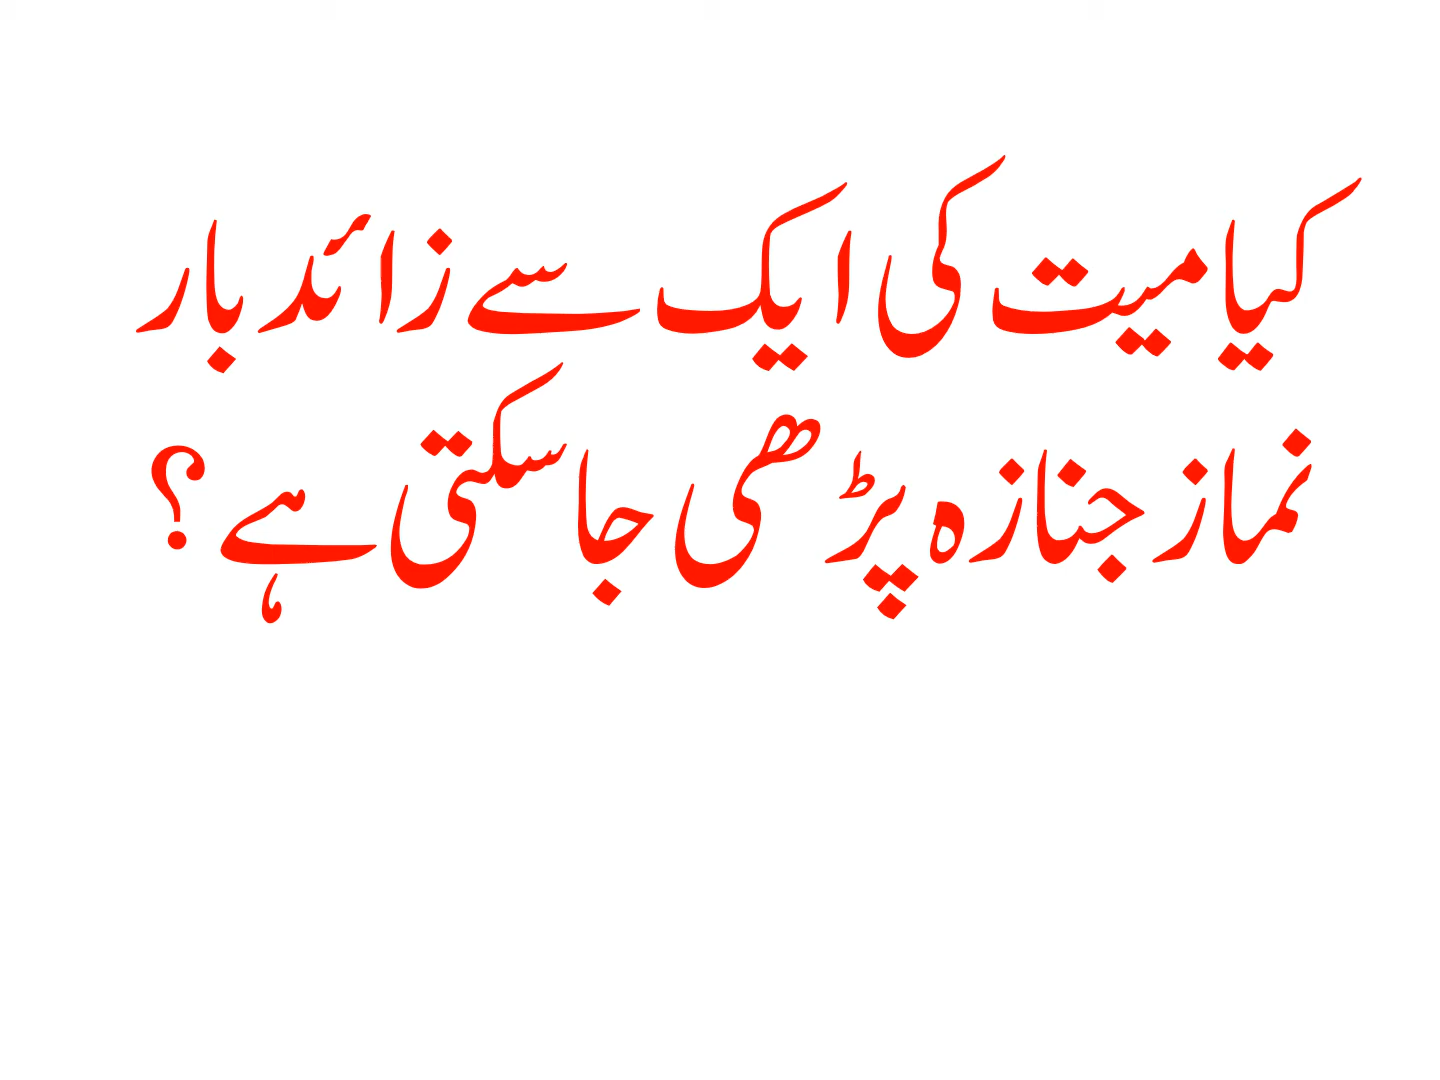 کیا میت کی ایک سے زائد بار
نماز جنازہ پڑھی جا سکتی ہے ؟